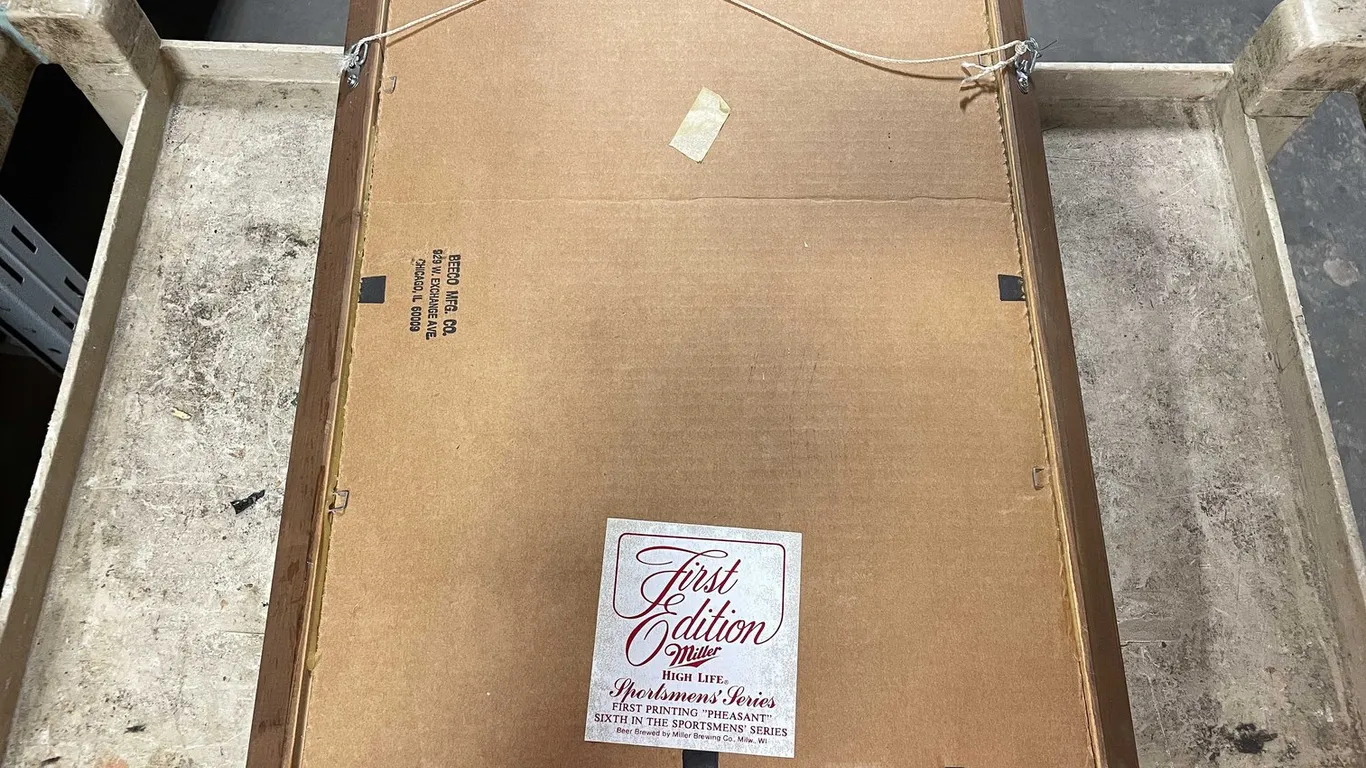 BEECO MFG. CO.
929 W. EXCHANGE AVE.
CHICAGO, IL 60609
First
Edition
Miller
HIGH LIFE®
Sportsmens' Series
FIRST PRINTING "PHEASANT"
SIXTH IN THE SPORTSMENS' SERIES
Beer Brewed by Miller Brewing Co., Milw., WI